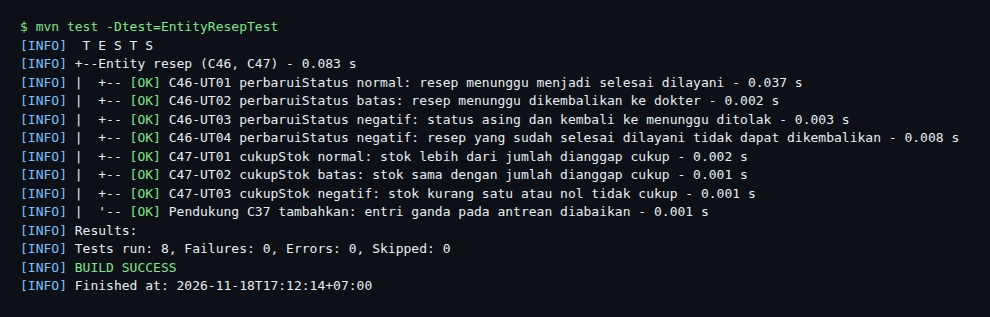 $ mvn test -Dtest=EntityResepTest
[INFO]  T E S T S
[INFO] +--Entity resep (C46, C47) - 0.083 s
[INFO] |  +-- [OK] C46-UT01 perbaruiStatus normal: resep menunggu menjadi selesai dilayani - 0.037 s
[INFO] |  +-- [OK] C46-UT02 perbaruiStatus batas: resep menunggu dikembalikan ke dokter - 0.002 s
[INFO] |  +-- [OK] C46-UT03 perbaruiStatus negatif: status asing dan kembali ke menunggu ditolak - 0.003 s
[INFO] |  +-- [OK] C46-UT04 perbaruiStatus negatif: resep yang sudah selesai dilayani tidak dapat dikembalikan - 0.008 s
[INFO] |  +-- [OK] C47-UT01 cukupStok normal: stok lebih dari jumlah dianggap cukup - 0.002 s
[INFO] |  +-- [OK] C47-UT02 cukupStok batas: stok sama dengan jumlah dianggap cukup - 0.001 s
[INFO] |  +-- [OK] C47-UT03 cukupStok negatif: stok kurang satu atau nol tidak cukup - 0.001 s
[INFO] |  '-- [OK] Pendukung C37 tambahan: entri ganda pada antrean diabaikan - 0.001 s
[INFO] Results:
[INFO] Tests run: 8, Failures: 0, Errors: 0, Skipped: 0
[INFO] BUILD SUCCESS
[INFO] Finished at: 2026-11-18T17:12:14+07:00